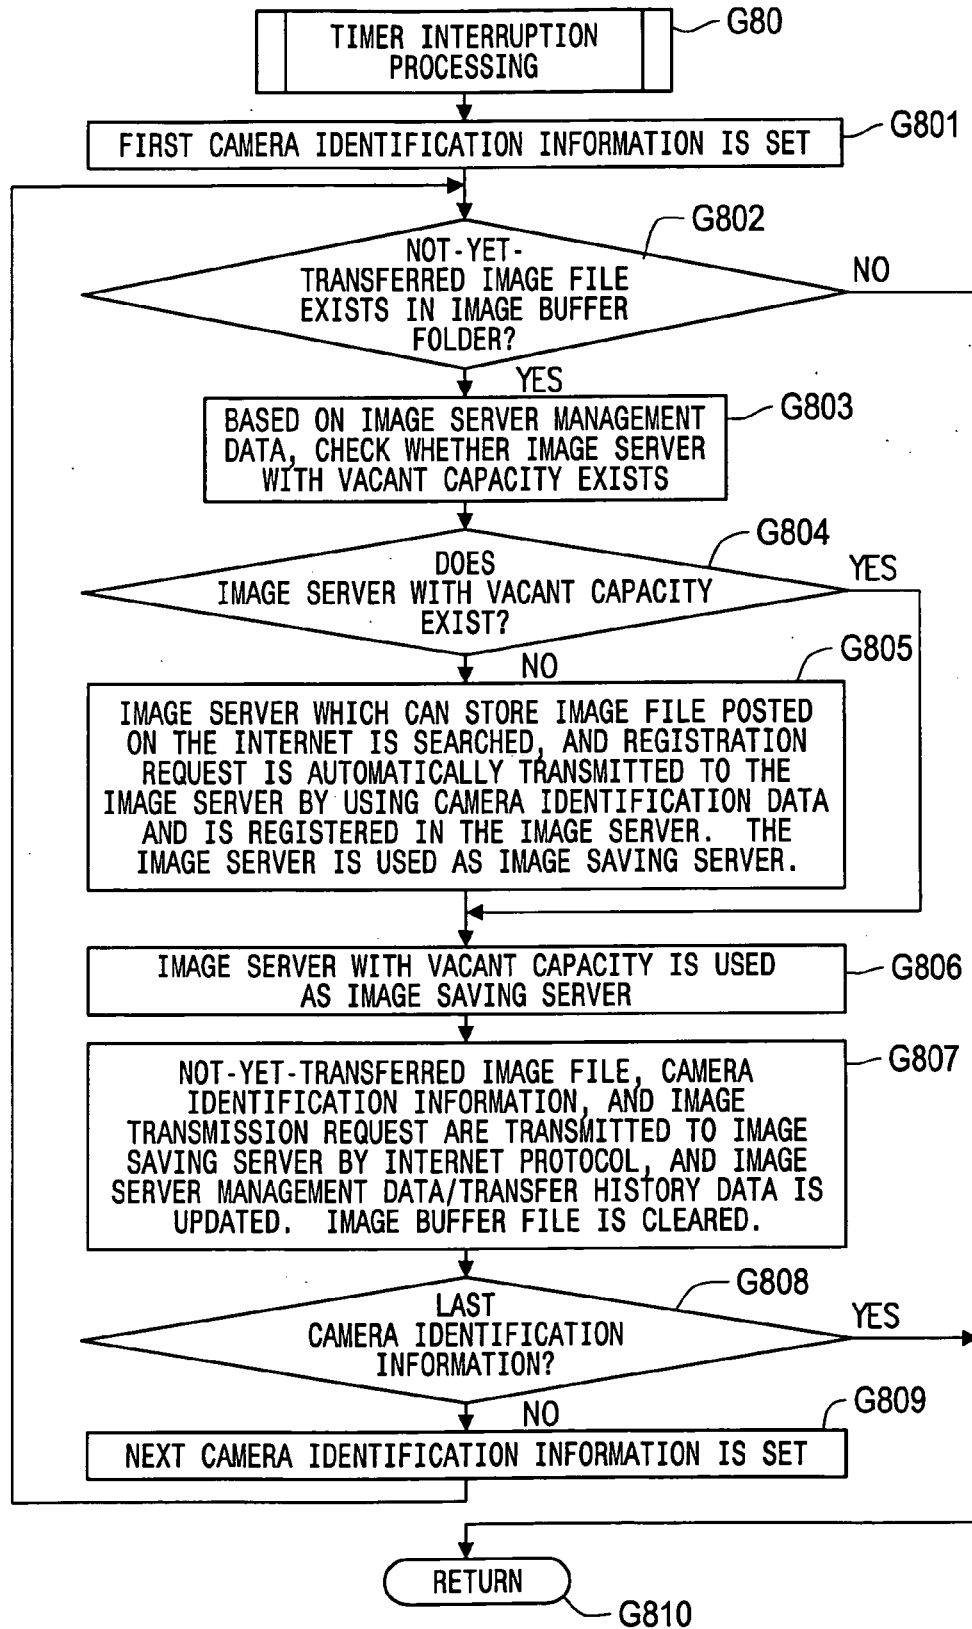 TIMER INTERRUPTION
PROCESSING
G80
FIRST CAMERA IDENTIFICATION INFORMATION IS SET
G801
G802
NOT-YET-
TRANSFERRED IMAGE FILE
EXISTS IN IMAGE BUFFER
FOLDER?
NO
YES
G803
BASED ON IMAGE SERVER MANAGEMENT
DATA, CHECK WHETHER IMAGE SERVER
WITH VACANT CAPACITY EXISTS
G804
DOES
IMAGE SERVER WITH VACANT CAPACITY
EXIST?
YES
NO
G805
IMAGE SERVER WHICH CAN STORE IMAGE FILE POSTED
ON THE INTERNET IS SEARCHED, AND REGISTRATION
REQUEST IS AUTOMATICALLY TRANSMITTED TO THE
IMAGE SERVER BY USING CAMERA IDENTIFICATION DATA
AND IS REGISTERED IN THE IMAGE SERVER. THE
IMAGE SERVER IS USED AS IMAGE SAVING SERVER.
IMAGE SERVER WITH VACANT CAPACITY IS USED
AS IMAGE SAVING SERVER
G806
NOT-YET-TRANSFERRED IMAGE FILE, CAMERA
IDENTIFICATION INFORMATION, AND IMAGE
TRANSMISSION REQUEST ARE TRANSMITTED TO IMAGE
SAVING SERVER BY INTERNET PROTOCOL, AND IMAGE
SERVER MANAGEMENT DATA/TRANSFER HISTORY DATA IS
UPDATED. IMAGE BUFFER FILE IS CLEARED.
G807
G808
LAST
CAMERA IDENTIFICATION
INFORMATION?
YES
NO
G809
NEXT CAMERA IDENTIFICATION INFORMATION IS SET
RETURN
G810